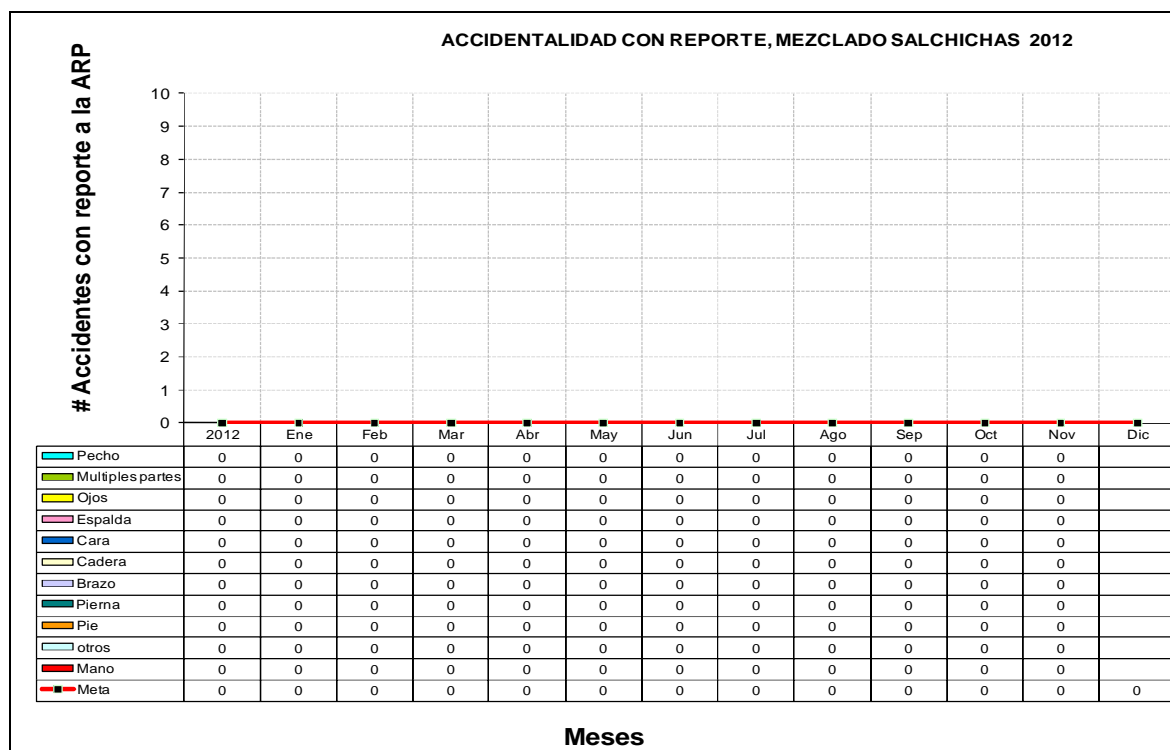 ACCIDENTALIDAD CON REPORTE, MEZCLADO SALCHICHAS 2012
# Accidentes con reporte a la ARP
10
9
8
7
6
5
4
3
2
1
0
2012 Ene Feb Mar Abr May Jun Jul Ago Sep Oct Nov Dic
Pecho 0 0 0 0 0 0 0 0 0 0 0 0
Multiples partes 0 0 0 0 0 0 0 0 0 0 0 0
Ojos 0 0 0 0 0 0 0 0 0 0 0 0
Espalda 0 0 0 0 0 0 0 0 0 0 0 0
Cara 0 0 0 0 0 0 0 0 0 0 0 0
Cadera 0 0 0 0 0 0 0 0 0 0 0 0
Brazo 0 0 0 0 0 0 0 0 0 0 0 0
Pierna 0 0 0 0 0 0 0 0 0 0 0 0
Pie 0 0 0 0 0 0 0 0 0 0 0 0
otros 0 0 0 0 0 0 0 0 0 0 0 0
Mano 0 0 0 0 0 0 0 0 0 0 0 0
Meta 0 0 0 0 0 0 0 0 0 0 0 0 0
Meses